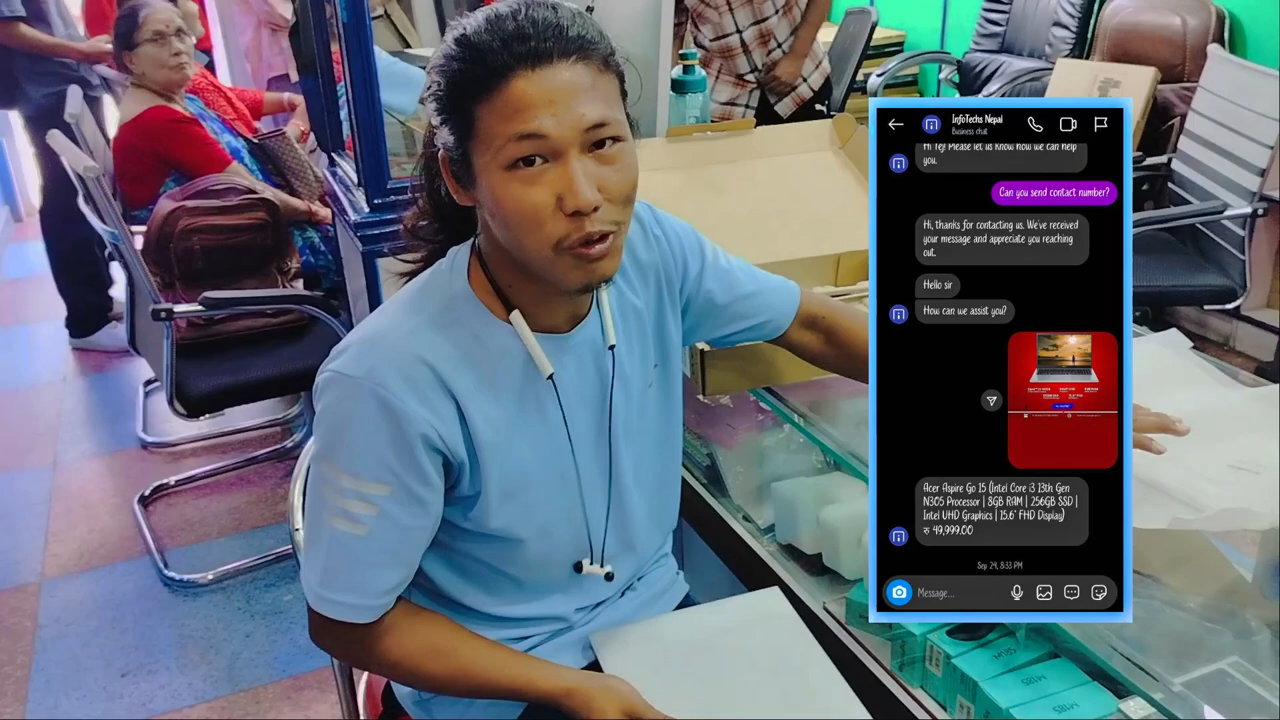 InfoTechs Nepal
Business chat
Hi Tej! Please let us know how we can help
you.
Can you send contact number?
Hi, thanks for contacting us. We've received
your message and appreciate you reaching
out.
Hello sir
How can we assist you?
Acer Aspire Go 15 (Intel Core i3 13th Gen
N305 Processor | 8GB RAM | 256GB SSD |
Intel UHD Graphics | 15.6" FHD Display)
रु 49,999.00
Sep 24, 8:33 PM
Message...
M185
M185
M185